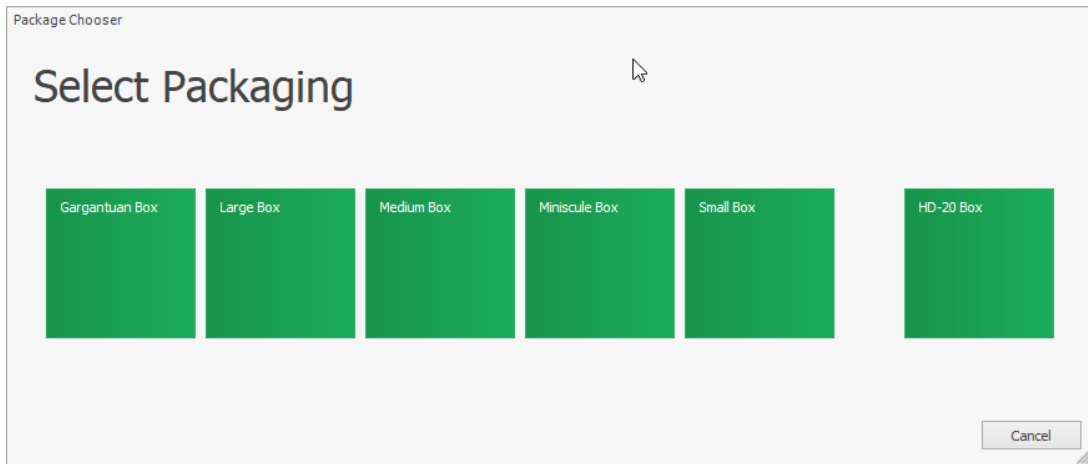 Package Chooser
Select Packaging
Gargantuan Box
Large Box
Medium Box
Miniscule Box
Small Box
HD-20 Box
Cancel